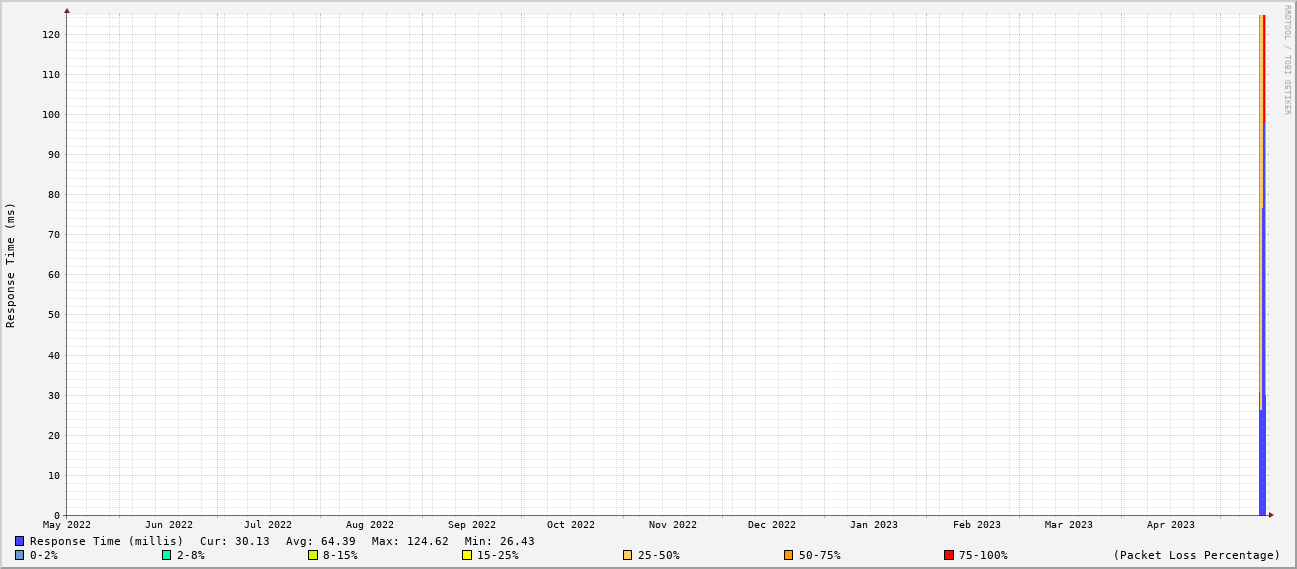 RRDTOOL / TOBI OETIKER
Response Time (ms)
120
110
100
90
80
70
60
50
40
30
20
10
0
May 2022 Jun 2022 Jul 2022 Aug 2022 Sep 2022 Oct 2022 Nov 2022 Dec 2022 Jan 2023 Feb 2023 Mar 2023 Apr 2023
Response Time (millis) Cur: 30.13 Avg: 64.39 Max: 124.62 Min: 26.43
0-2% 2-8% 8-15% 15-25% 25-50% 50-75% 75-100% (Packet Loss Percentage)